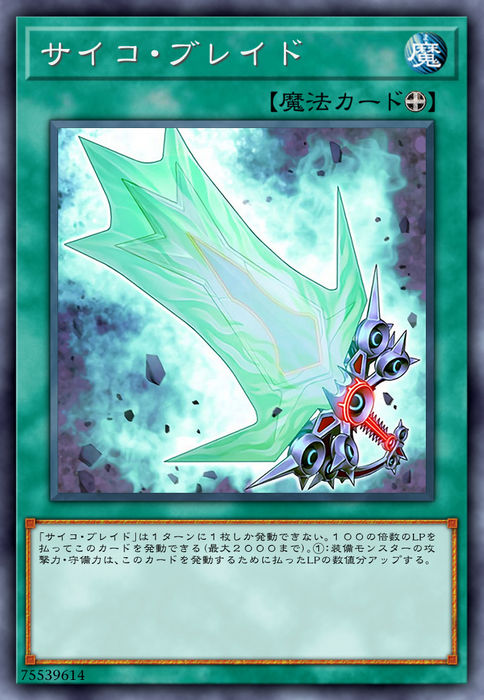 サイコ・ブレイド
魔
【魔法カード】
「サイコ・ブレイド」は１ターンに１枚しか発動できない。１００の倍数のLPを
払ってこのカードを発動できる（最大２０００まで）。①：装備モンスターの攻
撃力・守備力は、このカードを発動するために払ったLPの数値分アップする。
75539614